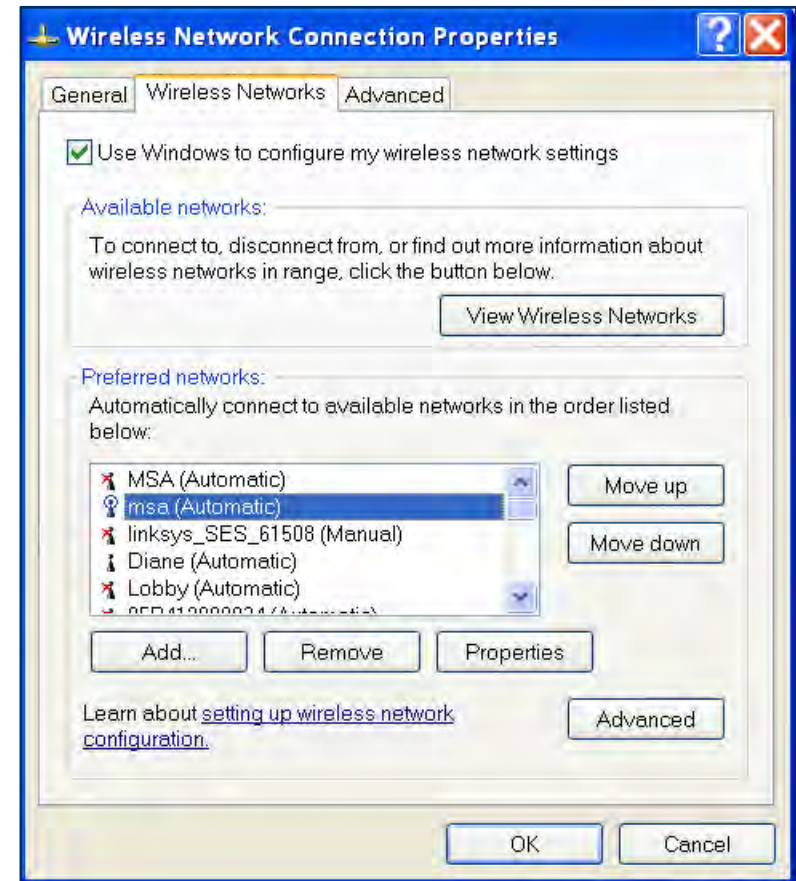 Wireless Network Connection Properties
General Wireless Networks Advanced
Use Windows to configure my wireless network settings
Available networks:
To connect to, disconnect from, or find out more information about
wireless networks in range, click the button below.
View Wireless Networks
Preferred networks:
Automatically connect to available networks in the order listed
below:
MSA (Automatic)
msa (Automatic)
linksys_SES_61508 (Manual)
Diane (Automatic)
Lobby (Automatic)
Move up
Move down
Add... Remove Properties
Learn about setting up wireless network
configuration.
Advanced
OK Cancel